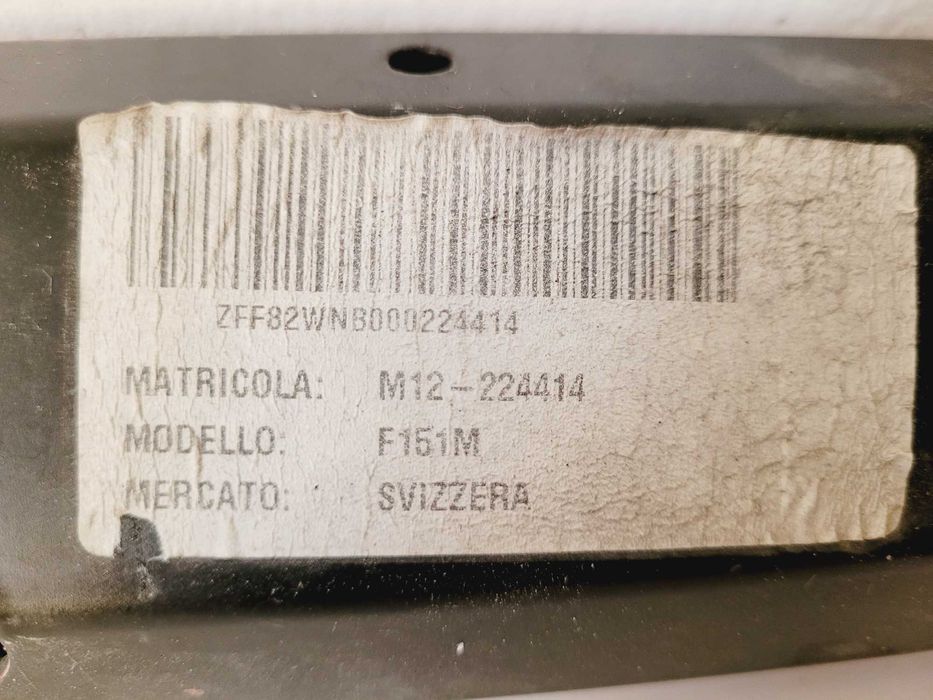 ZFF82WNB000224414
MATRICOLA: M12-224414
MODELLO: F151M
MERCATO: SVIZZERA